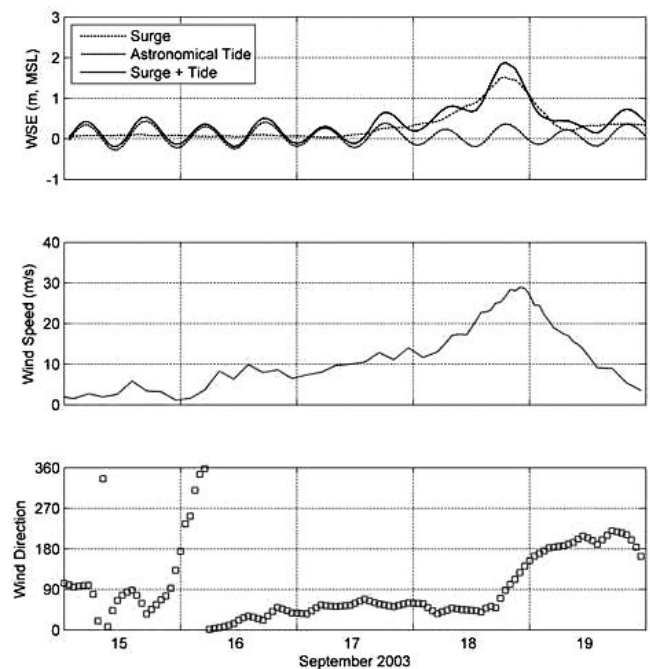 3
2
1
0
-1
WSE (m, MSL)
Surge
Astronomical Tide
Surge + Tide
40
30
20
10
0
Wind Speed (m/s)
360
270
180
90
0
Wind Direction
15 16 17 18 19
September 2003